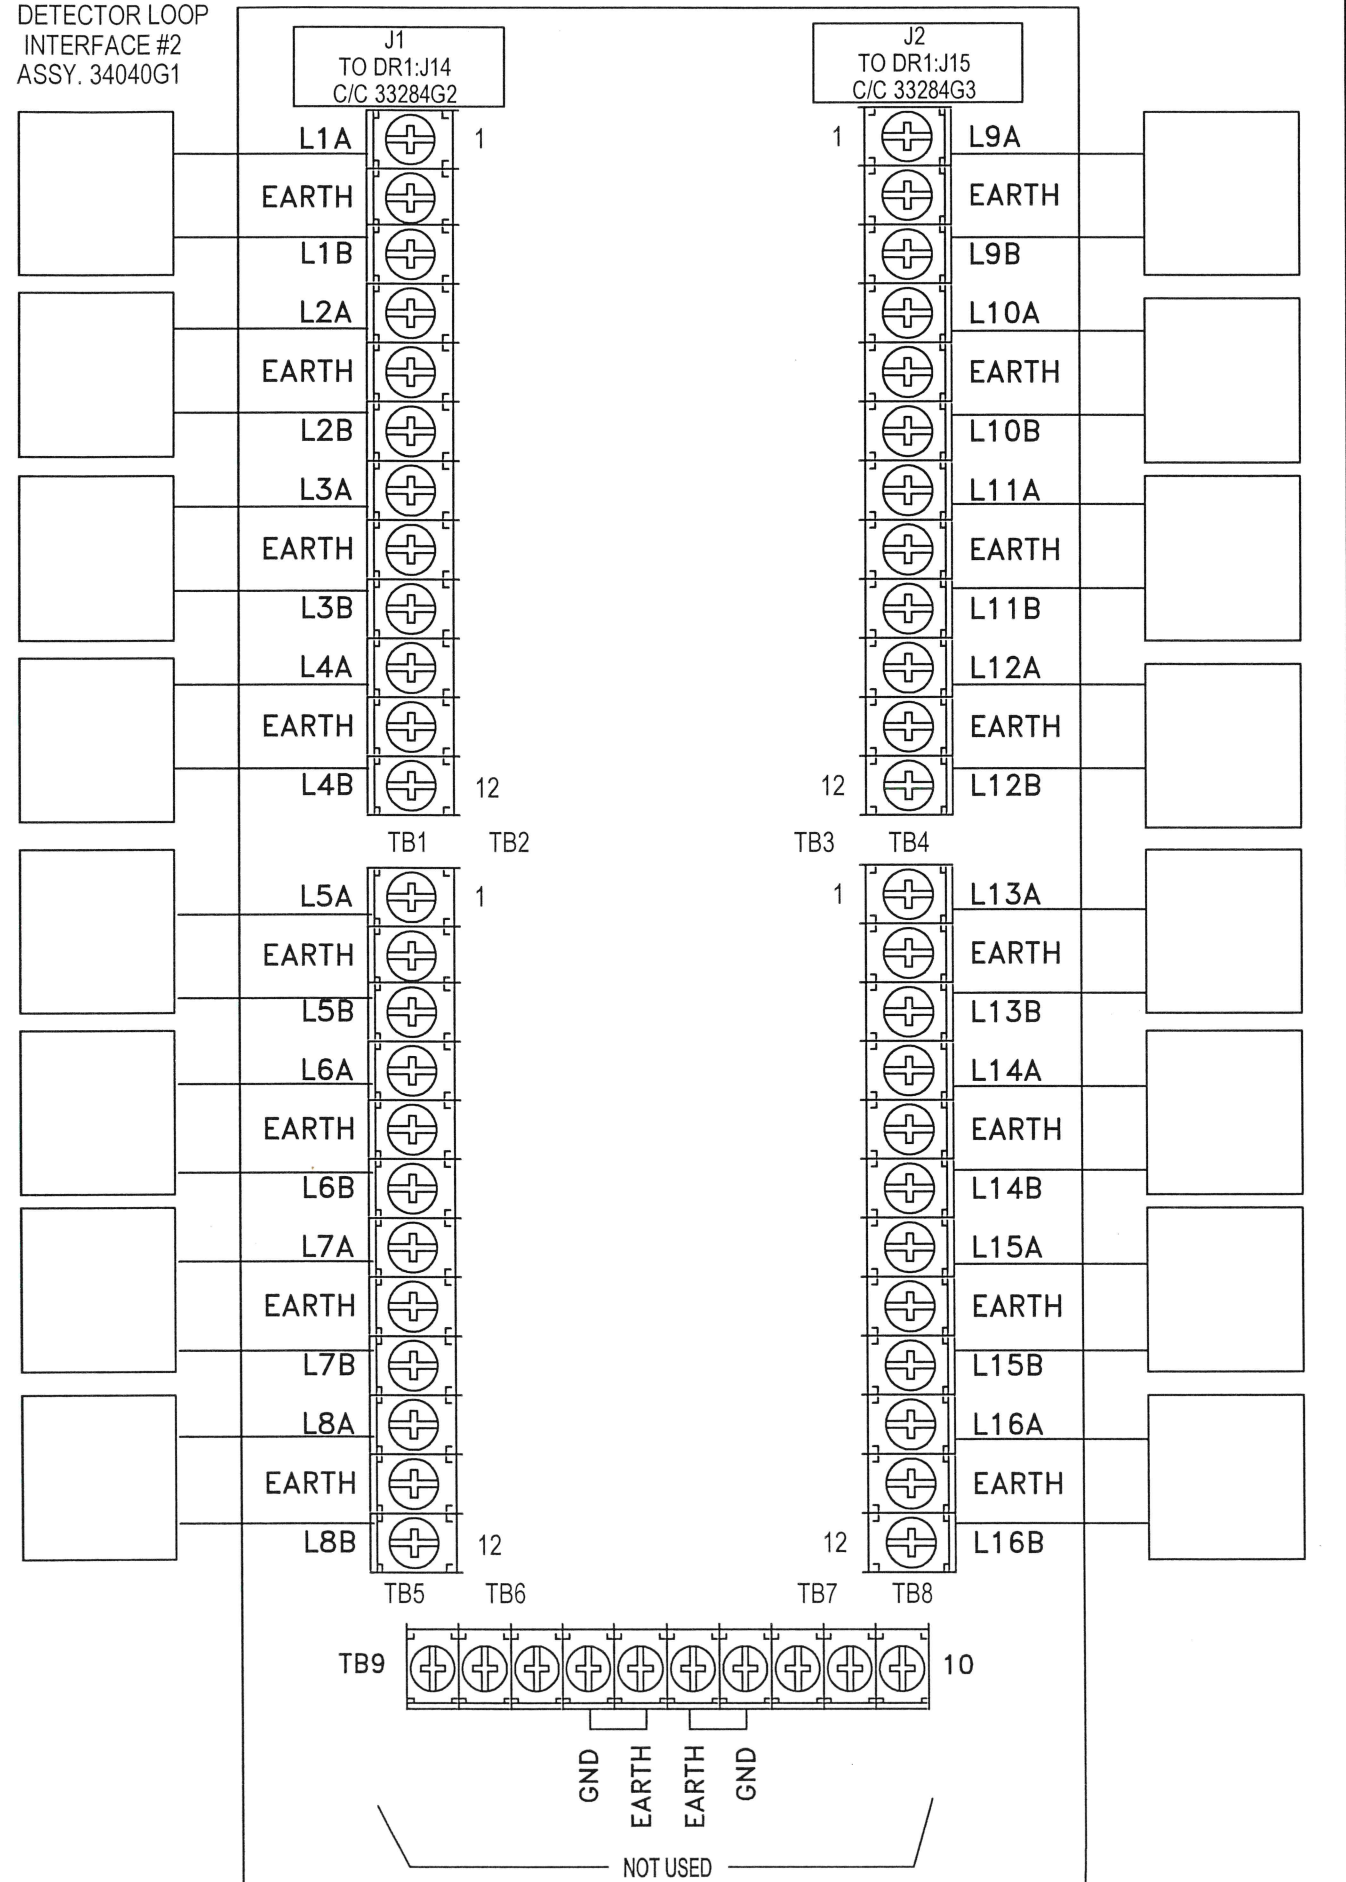 DETECTOR LOOP
INTERFACE #2
ASSY. 34040G1
J1
TO DR1:J14
C/C 33284G2
J2
TO DR1:J15
C/C 33284G3
L1A 1
EARTH
L1B
L2A
EARTH
L2B
L3A
EARTH
L3B
L4A
EARTH
L4B 12
1 L9A
EARTH
L9B
L10A
EARTH
L10B
L11A
EARTH
L11B
L12A
EARTH
12 L12B
TB1 TB2 TB3 TB4
L5A 1
EARTH
L5B
L6A
EARTH
L6B
L7A
EARTH
L7B
L8A
EARTH
L8B 12
1 L13A
EARTH
L13B
L14A
EARTH
L14B
L15A
EARTH
L15B
L16A
EARTH
12 L16B
TB5 TB6 TB7 TB8
TB9 10
GND
EARTH
EARTH
GND
NOT USED